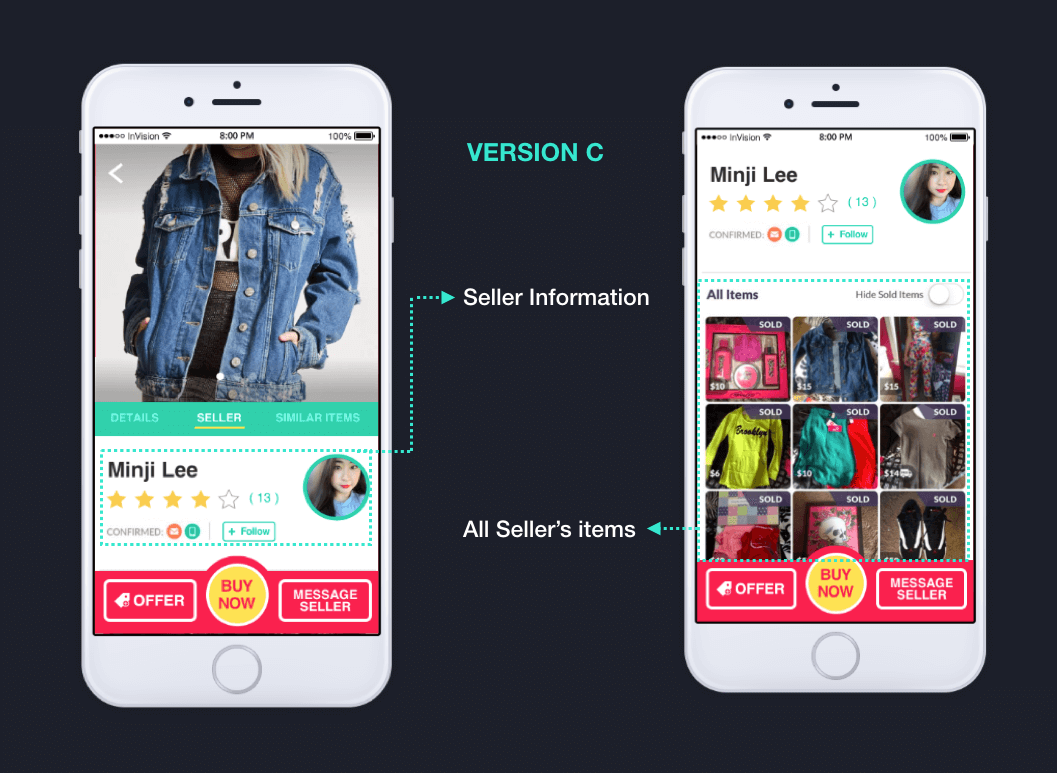 VERSION C
InVision 8:00 PM 100%
DETAILS SELLER SIMILAR ITEMS
Minji Lee
( 13 )
CONFIRMED: + Follow
OFFER
BUY
NOW
MESSAGE
SELLER
Seller Information
All Seller's items
InVision 8:00 PM 100%
Minji Lee
( 13 )
CONFIRMED: + Follow
All Items Hide Sold Items
SOLD SOLD SOLD
$10 $15 $15
SOLD SOLD SOLD
Brooklyn
$6 $10 $14
SOLD SOLD SOLD
OFFER
BUY
NOW
MESSAGE
SELLER